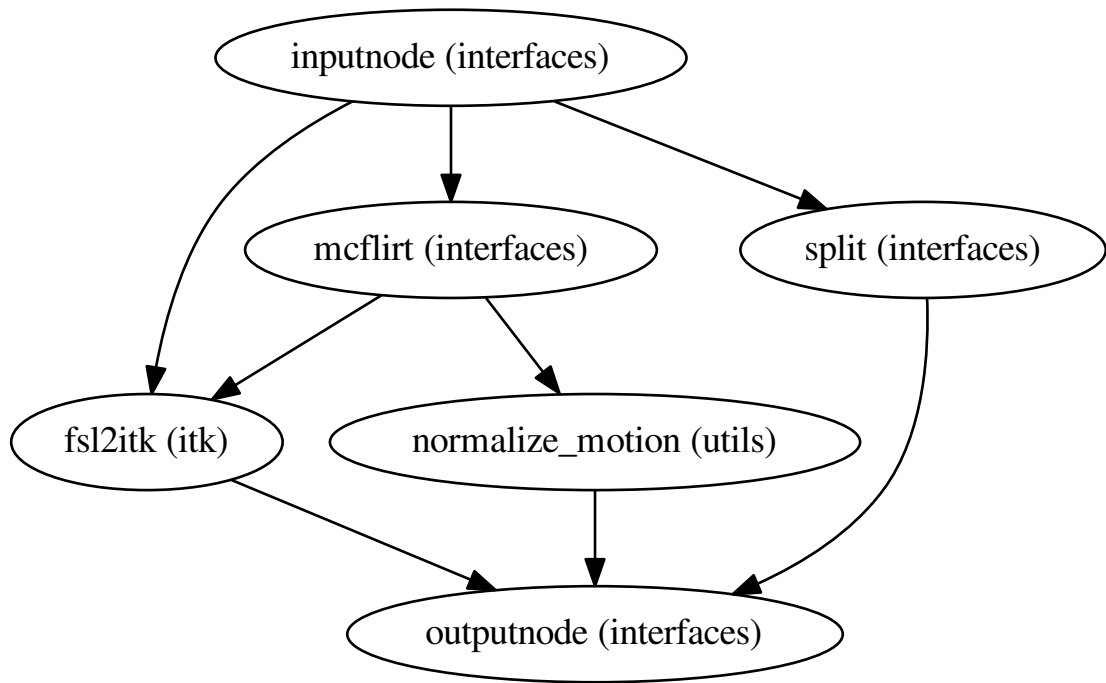 inputnode (interfaces)
mcflirt (interfaces)
split (interfaces)
fsl2itk (itk)
normalize_motion (utils)
outputnode (interfaces)